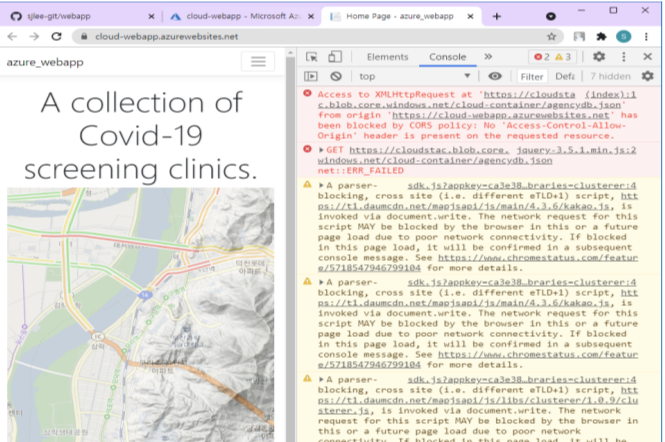 sjlee-git/webapp
cloud-webapp - Microsoft Az
Home Page - azure_webapp
cloud-webapp.azurewebsites.net
azure_webapp
A collection of
Covid-19
screening clinics.
Elements Console
2 3
top Filter Defa 7 hidden
Access to XMLHttpRequest at 'https://cloudsta (index):1
c.blob.core.windows.net/cloud-container/agencydb.json'
from origin 'https://cloud-webapp.azurewebsites.net' has
been blocked by CORS policy: No 'Access-Control-Allow-
Origin' header is present on the requested resource.
GET https://cloudstac.blob.core. jquery-3.5.1.min.js:2
windows.net/cloud-container/agencydb.json
net::ERR_FAILED
A parser- sdk.js?appkey=ca3e38…braries=clusterer:4
blocking, cross site (i.e. different eTLD+1) script, htt
ps://t1.daumcdn.net/mapjsapi/js/main/4.3.6/kakao.js, is
invoked via document.write. The network request for this
script MAY be blocked by the browser in this or a future
page load due to poor network connectivity. If blocked
in this page load, it will be confirmed in a subsequent
console message. See https://www.chromestatus.com/featur
e/5718547946799104 for more details.
A parser- sdk.js?appkey=ca3e38…braries=clusterer:4
blocking, cross site (i.e. different eTLD+1) script, htt
ps://t1.daumcdn.net/mapjsapi/js/main/4.3.6/kakao.js, is
invoked via document.write. The network request for this
script MAY be blocked by the browser in this or a future
page load due to poor network connectivity. If blocked
in this page load, it will be confirmed in a subsequent
console message. See https://www.chromestatus.com/featur
e/5718547946799104 for more details.
A parser- sdk.js?appkey=ca3e38…braries=clusterer:4
blocking, cross site (i.e. different eTLD+1) script, htt
ps://t1.daumcdn.net/mapjsapi/js/libs/clusterer/1.0.9/clu
sterer.js, is invoked via document.write. The network
request for this script MAY be blocked by the browser in
this or a future page load due to poor network